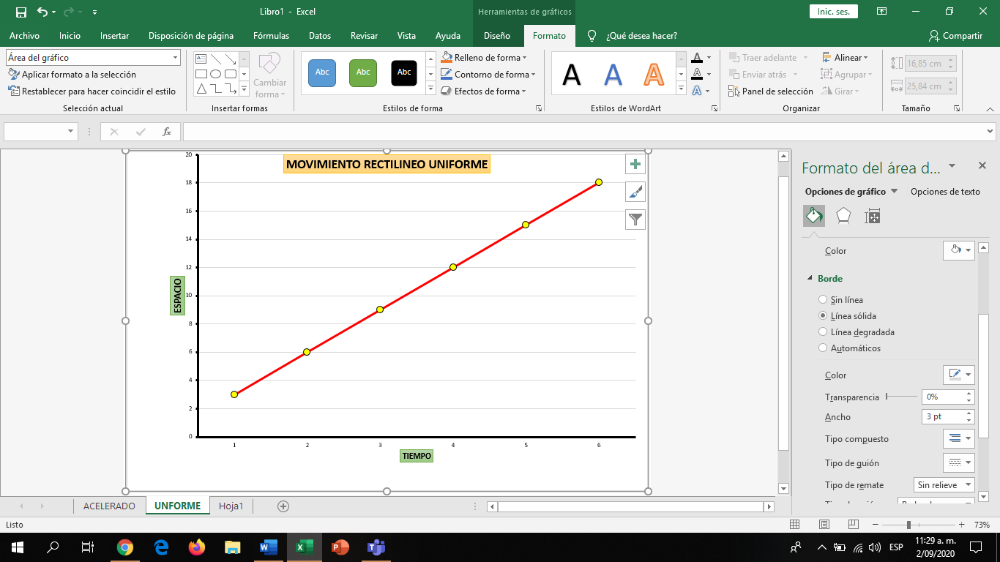 Libro1 - Excel
Herramientas de gráficos
Inic. ses.
Archivo Inicio Insertar Disposición de página Fórmulas Datos Revisar Vista Ayuda Diseño Formato ¿Qué desea hacer? Compartir
Área del gráfico
Aplicar formato a la selección
Restablecer para hacer coincidir el estilo
Selección actual
Cambiar
forma
Insertar formas
Abc Abc Abc
Relleno de forma
Contorno de forma
Efectos de forma
Estilos de forma
A A A
A
A
A
Estilos de WordArt
Traer adelante
Enviar atrás
Panel de selección
Alinear
Agrupar
Girar
Organizar
16,85 cm
25,84 cm
Tamaño
fx
MOVIMIENTO RECTILINEO UNIFORME
20
18
16
14
12
10
8
6
4
2
0
ESPACIO
1 2 3 4 5 6
TIEMPO
Formato del área d...
Opciones de gráfico Opciones de texto
Color
Borde
Sin línea
Línea sólida
Línea degradada
Automáticos
Color
Transparencia 0%
Ancho 3 pt
Tipo compuesto
Tipo de guión
Tipo de remate Sin relieve
ACELERADO UNFORME Hoja1
Listo
73%
ESP
11:29 a. m.
2/09/2020